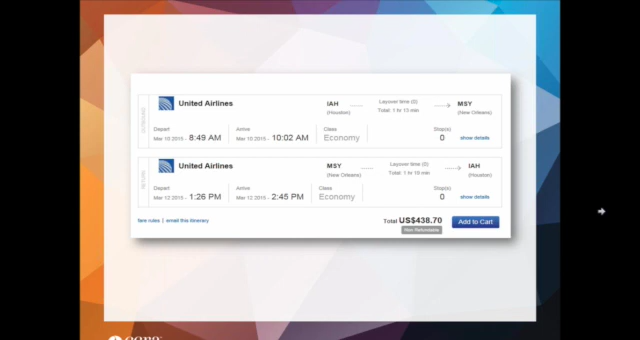 OUTBOUND
United Airlines
IAH
(Houston)
Layover time (0)
Total: 1 hr 13 min
MSY
(New Orleans)
Depart
Mar 10 2015 - 8:49 AM
Arrive
Mar 10 2015 - 10:02 AM
Class
Economy
Stop(s)
0
show details
RETURN
United Airlines
MSY
(New Orleans)
Layover time (0)
Total: 1 hr 19 min
IAH
(Houston)
Depart
Mar 12 2015 - 1:26 PM
Arrive
Mar 12 2015 - 2:45 PM
Class
Economy
Stop(s)
0
show details
fare rules | email this itinerary
Total US$438.70
Non Refundable
Add to Cart